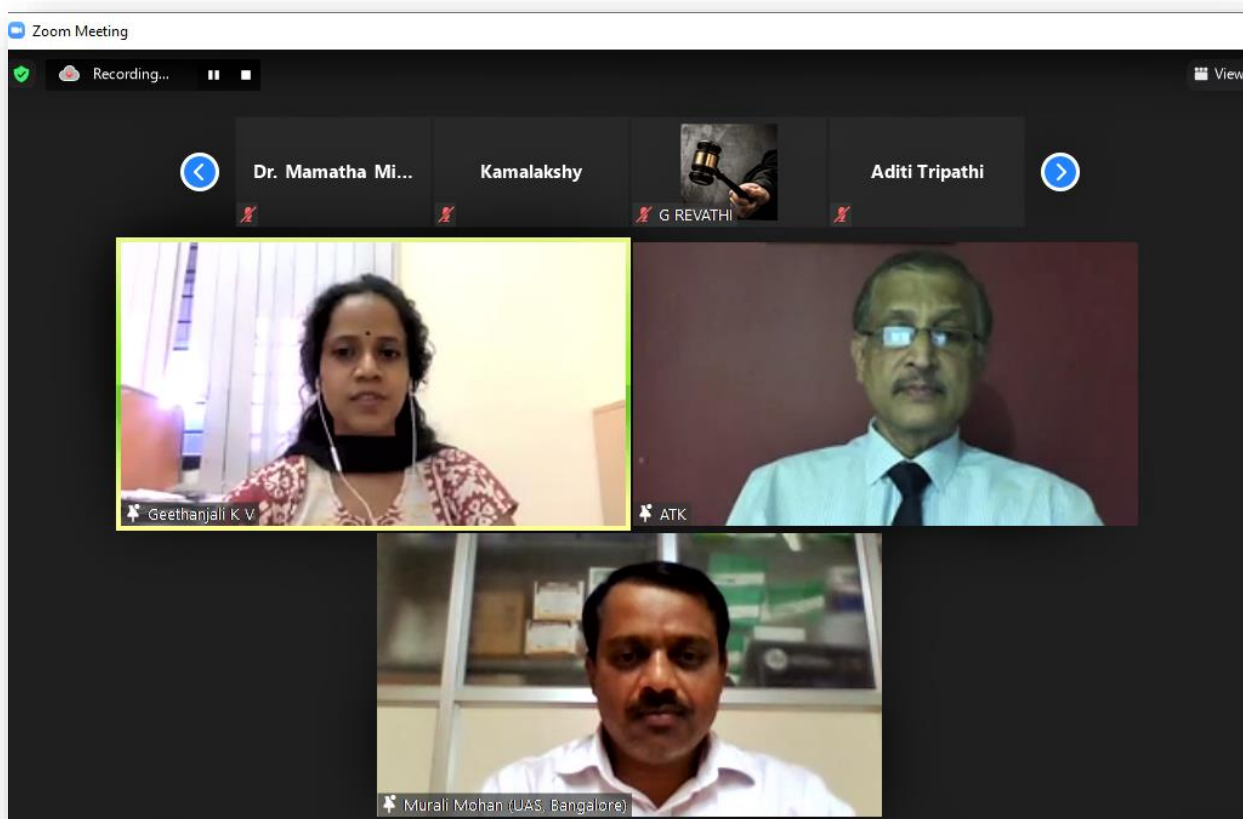 Zoom Meeting
Recording...
View
Dr. Mamatha Mi...
Kamalakshy
G REVATHI
Aditi Tripathi
Geethanjali K V
ATK
Murali Mohan (UAS, Bangalore)